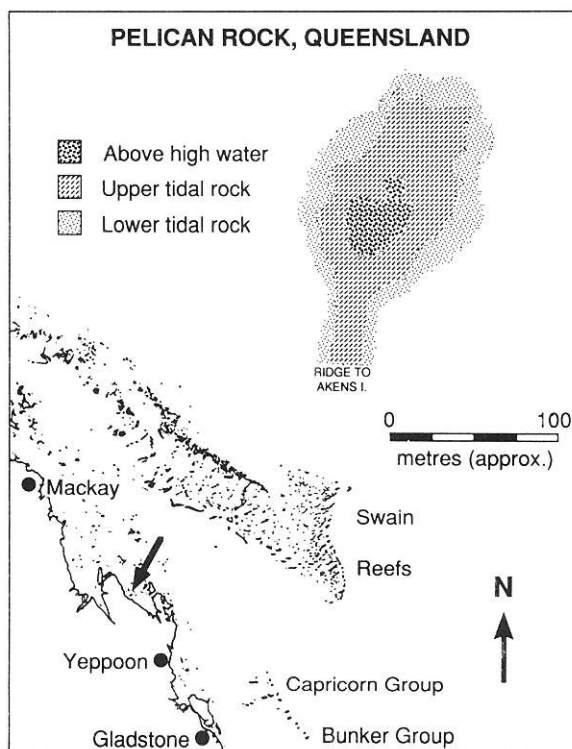 PELICAN ROCK, QUEENSLAND
Above high water
Upper tidal rock
Lower tidal rock
RIDGE TO
AKENS I.
0 100
metres (approx.)
Mackay
Swain
Reefs
N
Yeppoon
Capricorn Group
Gladstone
Bunker Group